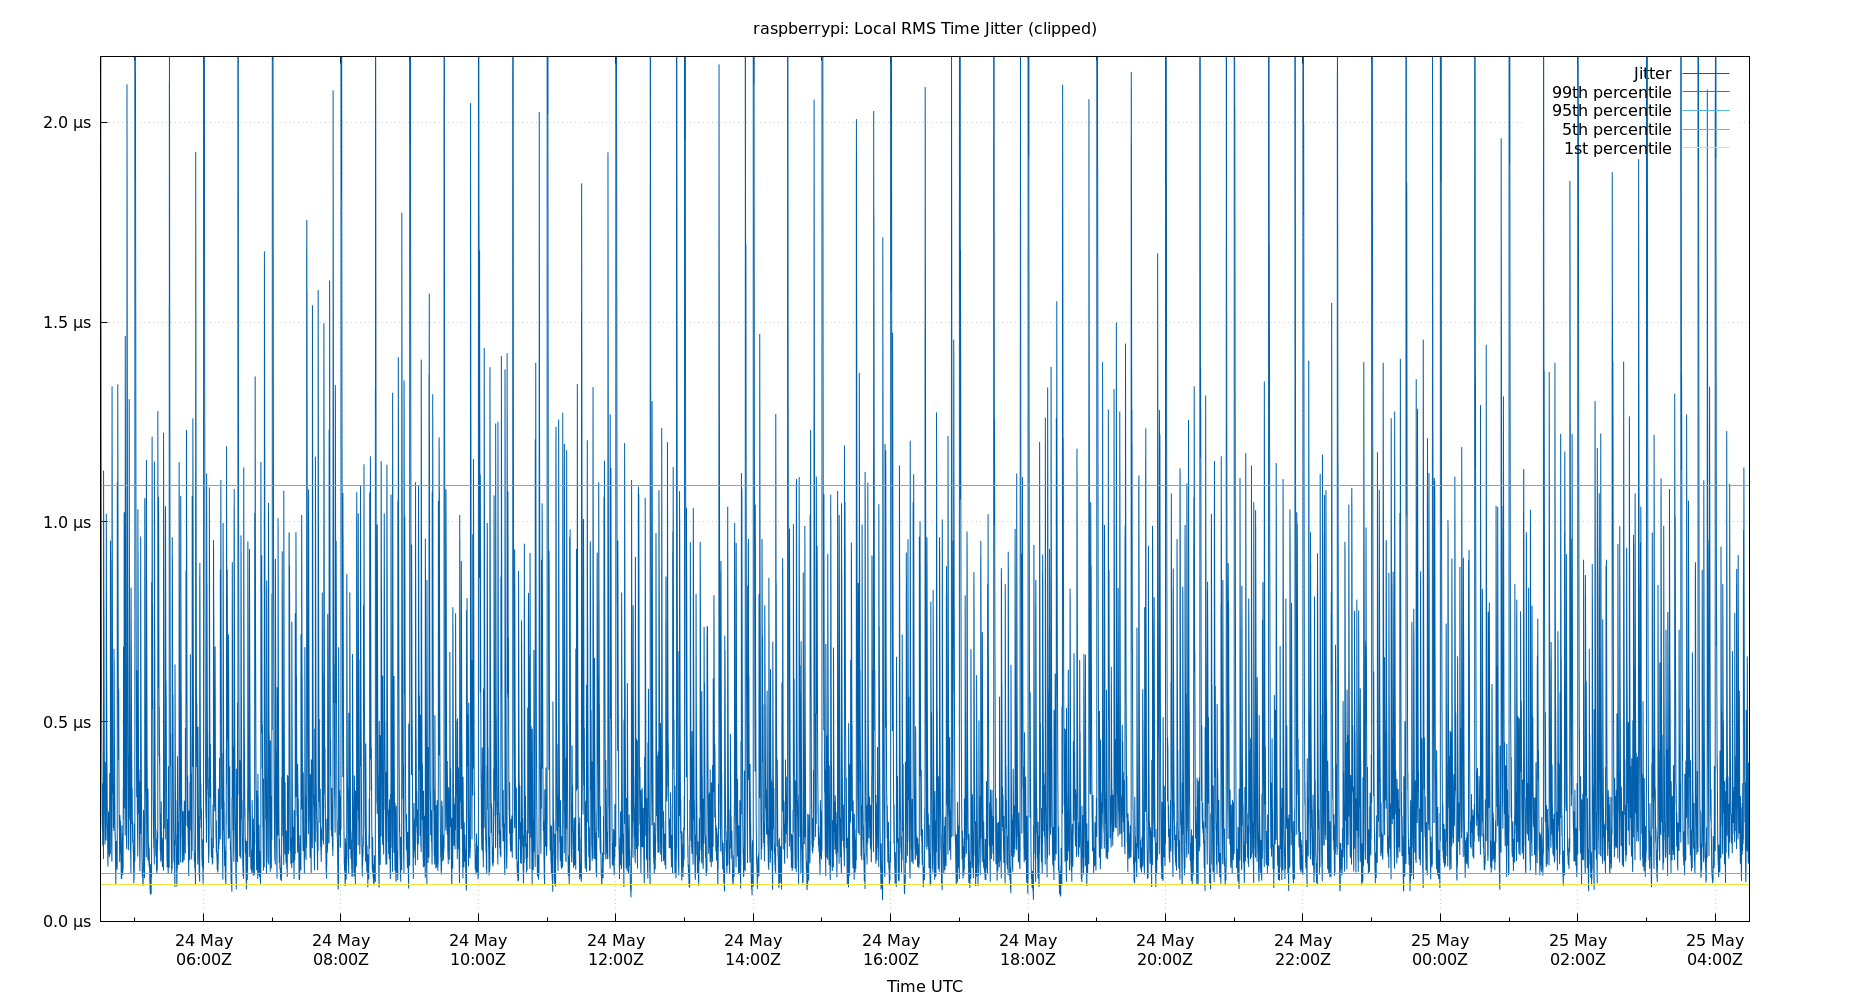 raspberrypi: Local RMS Time Jitter (clipped)
Jitter
99th percentile
95th percentile
5th percentile
1st percentile
2.0 μs
1.5 μs
1.0 μs
0.5 μs
0.0 μs
24 May 24 May 24 May 24 May 24 May 24 May 24 May 24 May 24 May 25 May 25 May 25 May
06:00Z 08:00Z 10:00Z 12:00Z 14:00Z 16:00Z 18:00Z 20:00Z 22:00Z 00:00Z 02:00Z 04:00Z
Time UTC